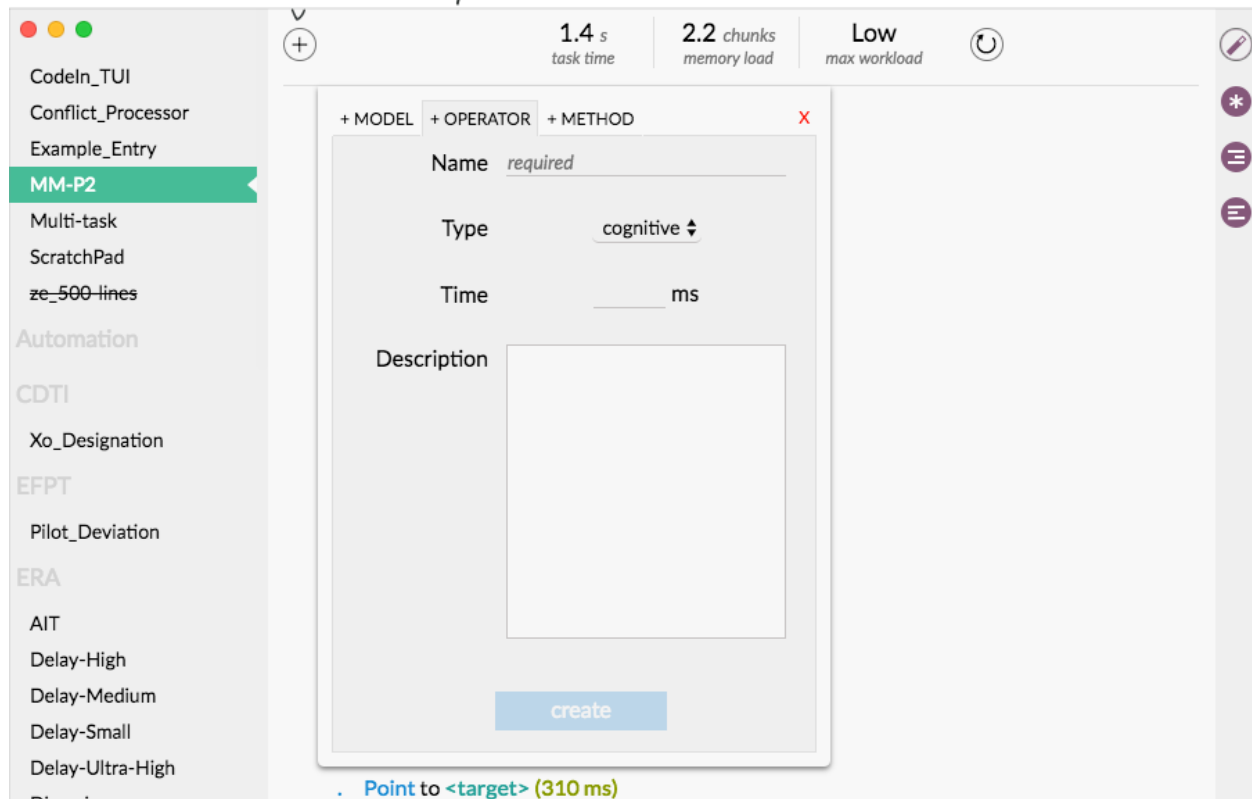 CodeIn_TUI
Conflict_Processor
Example_Entry
MM-P2
Multi-task
ScratchPad
ze_500-lines
Automation
CDTI
Xo_Designation
EFPT
Pilot_Deviation
ERA
AIT
Delay-High
Delay-Medium
Delay-Small
Delay-Ultra-High
1.4 s
task time
2.2 chunks
memory load
Low
max workload
+ MODEL + OPERATOR + METHOD X
Name required
Type cognitive
Time ms
Description
create
. Point to <target> (310 ms)